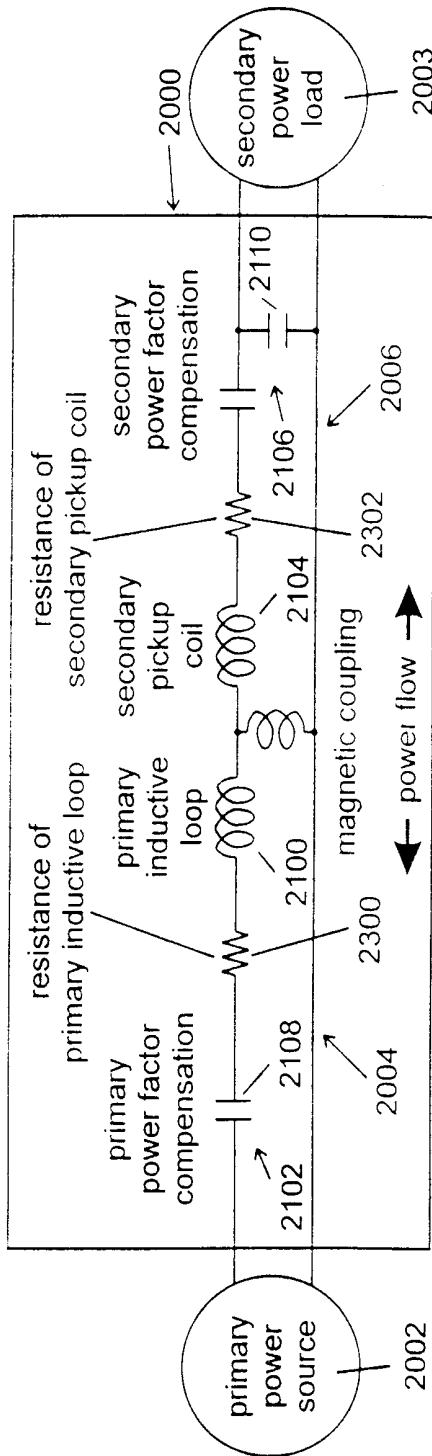 2000
resistance of
primary inductive loop
resistance of
secondary pickup coil
primary
power factor
compensation
primary
inductive
loop
secondary
pickup
coil
secondary
power factor
compensation
primary
power
source
secondary
power
load
2108
2104
2110
2102
2300
2100
2302
2106
magnetic coupling
2004
2006
power flow
2002
2003